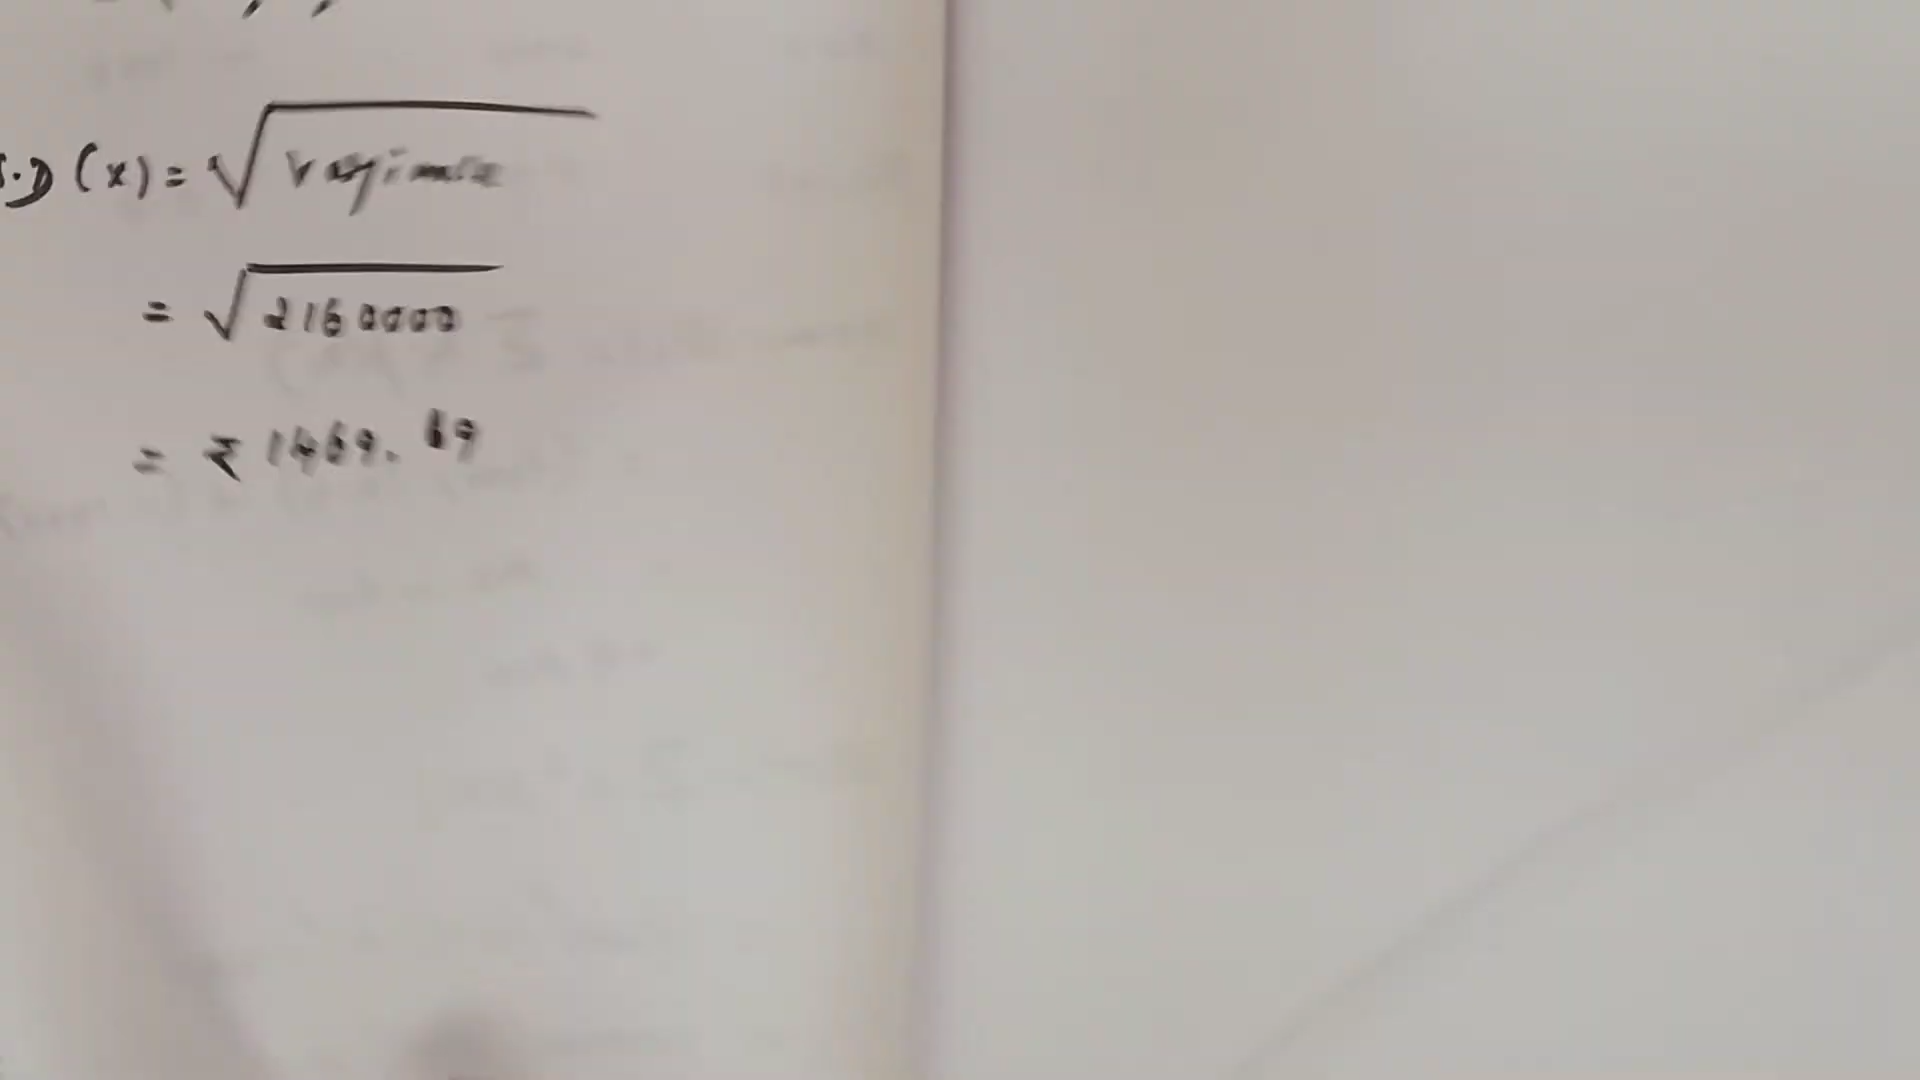 S.D (x) = √variance
= √2160000
= ₹ 1469.69